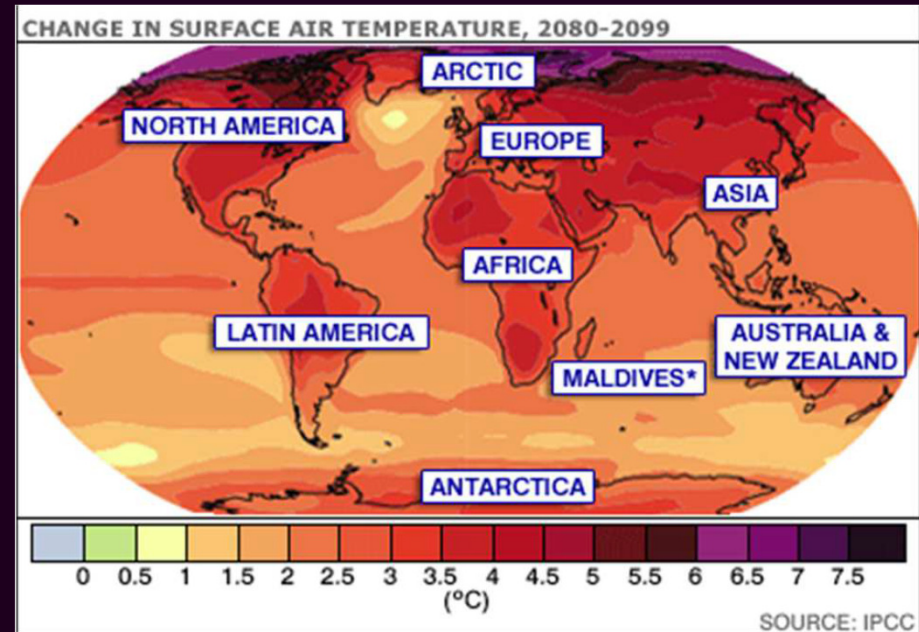 CHANGE IN SURFACE AIR TEMPERATURE, 2080-2099
ARCTIC
NORTH AMERICA
EUROPE
ASIA
AFRICA
LATIN AMERICA
AUSTRALIA &
NEW ZEALAND
MALDIVES*
ANTARCTICA
0 0.5 1 1.5 2 2.5 3 3.5 4 4.5 5 5.5 6 6.5 7 7.5
(°C)
SOURCE: IPCC